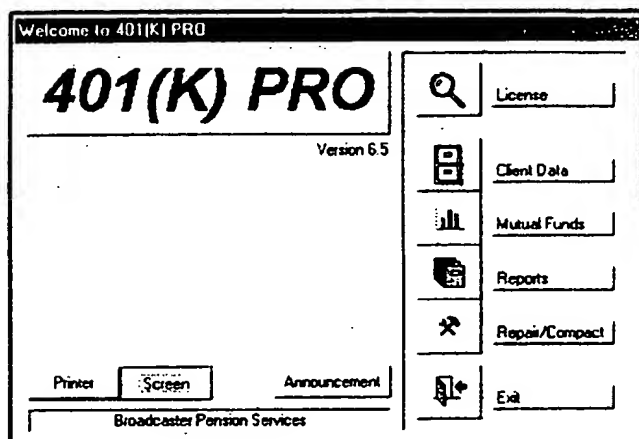 Welcome to 401(K) PRO
401(K) PRO
Version 6.5
License
Client Data
Mutual Funds
Reports
Repair/Compact
Exit
Printer
Screen
Announcement
Broadcaster Pension Services